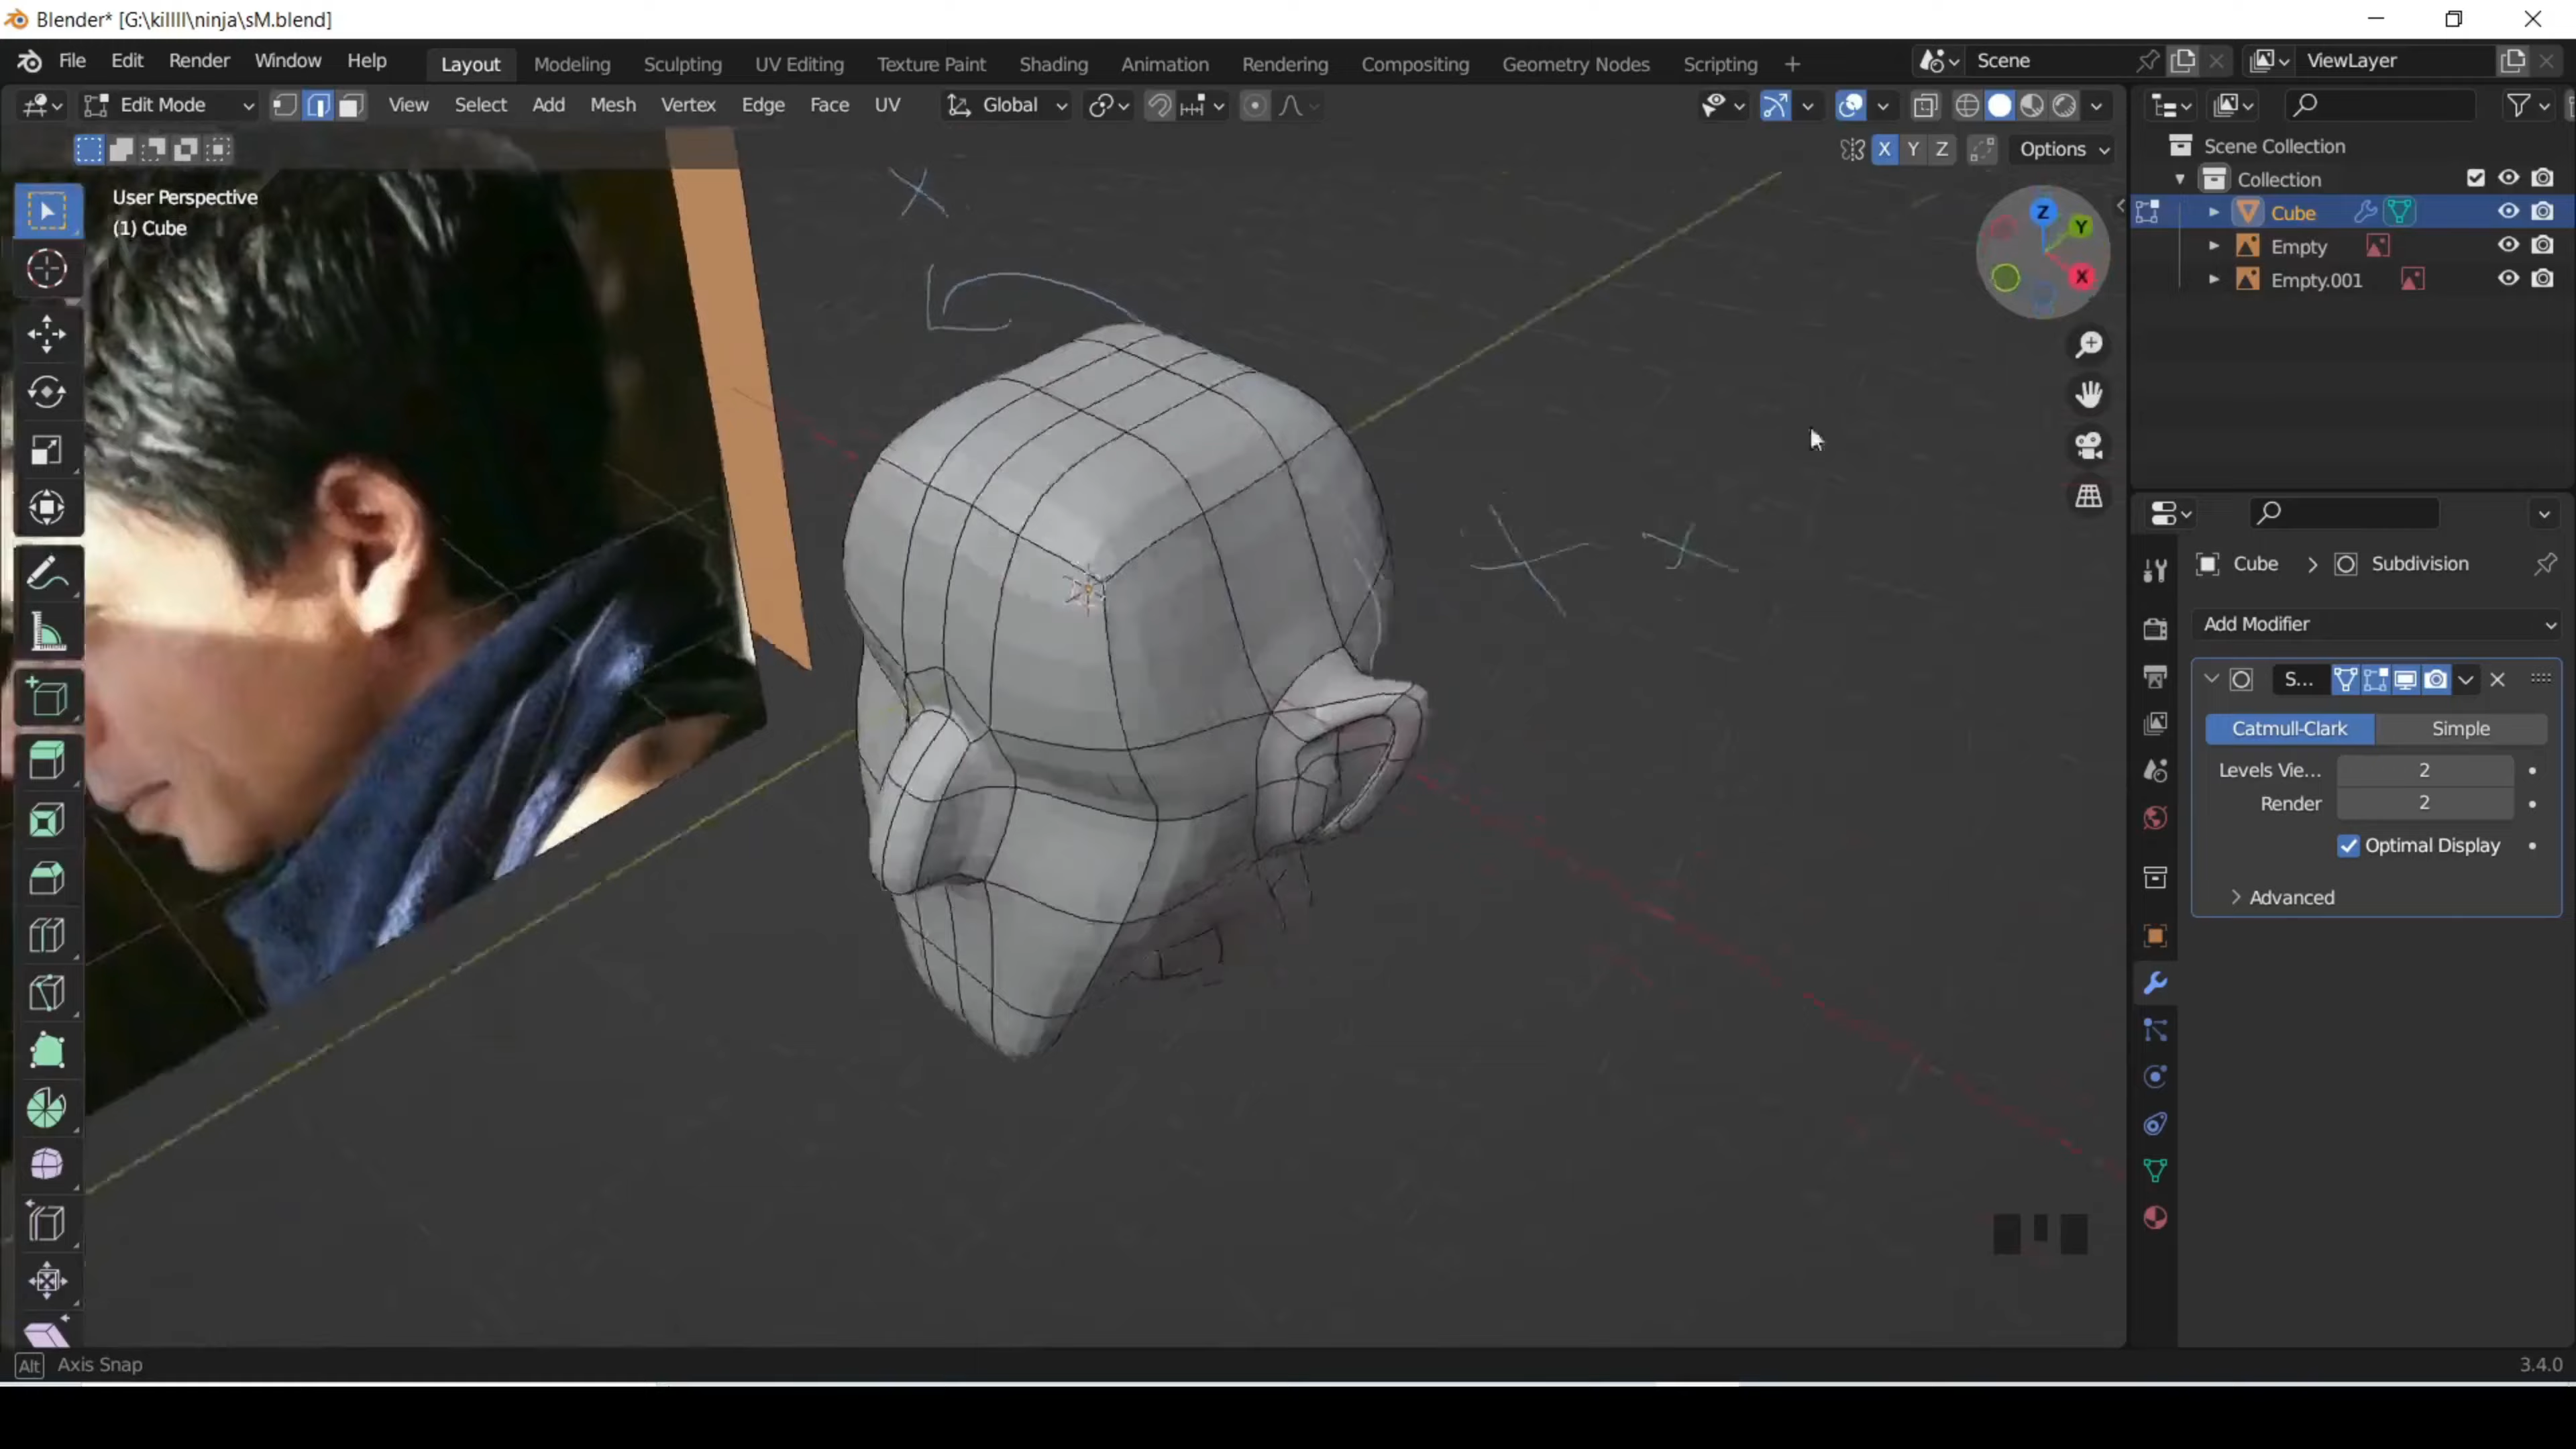 Blender* [G:\killll\ninja\sM.blend]
File Edit Render Window Help Layout Modeling Sculpting UV Editing Texture Paint Shading Animation Rendering Compositing Geometry Nodes Scripting + Scene ViewLayer
Edit Mode View Select Add Mesh Vertex Edge Face UV Global
X Y Z Options
User Perspective
(1) Cube
Z
Y
X
Scene Collection
Collection
Cube
Empty
Empty.001
Cube > Subdivision
Add Modifier
S...
Catmull-Clark Simple
Levels Vie... 2
Render 2
Optimal Display
Advanced
Alt Axis Snap
3.4.0